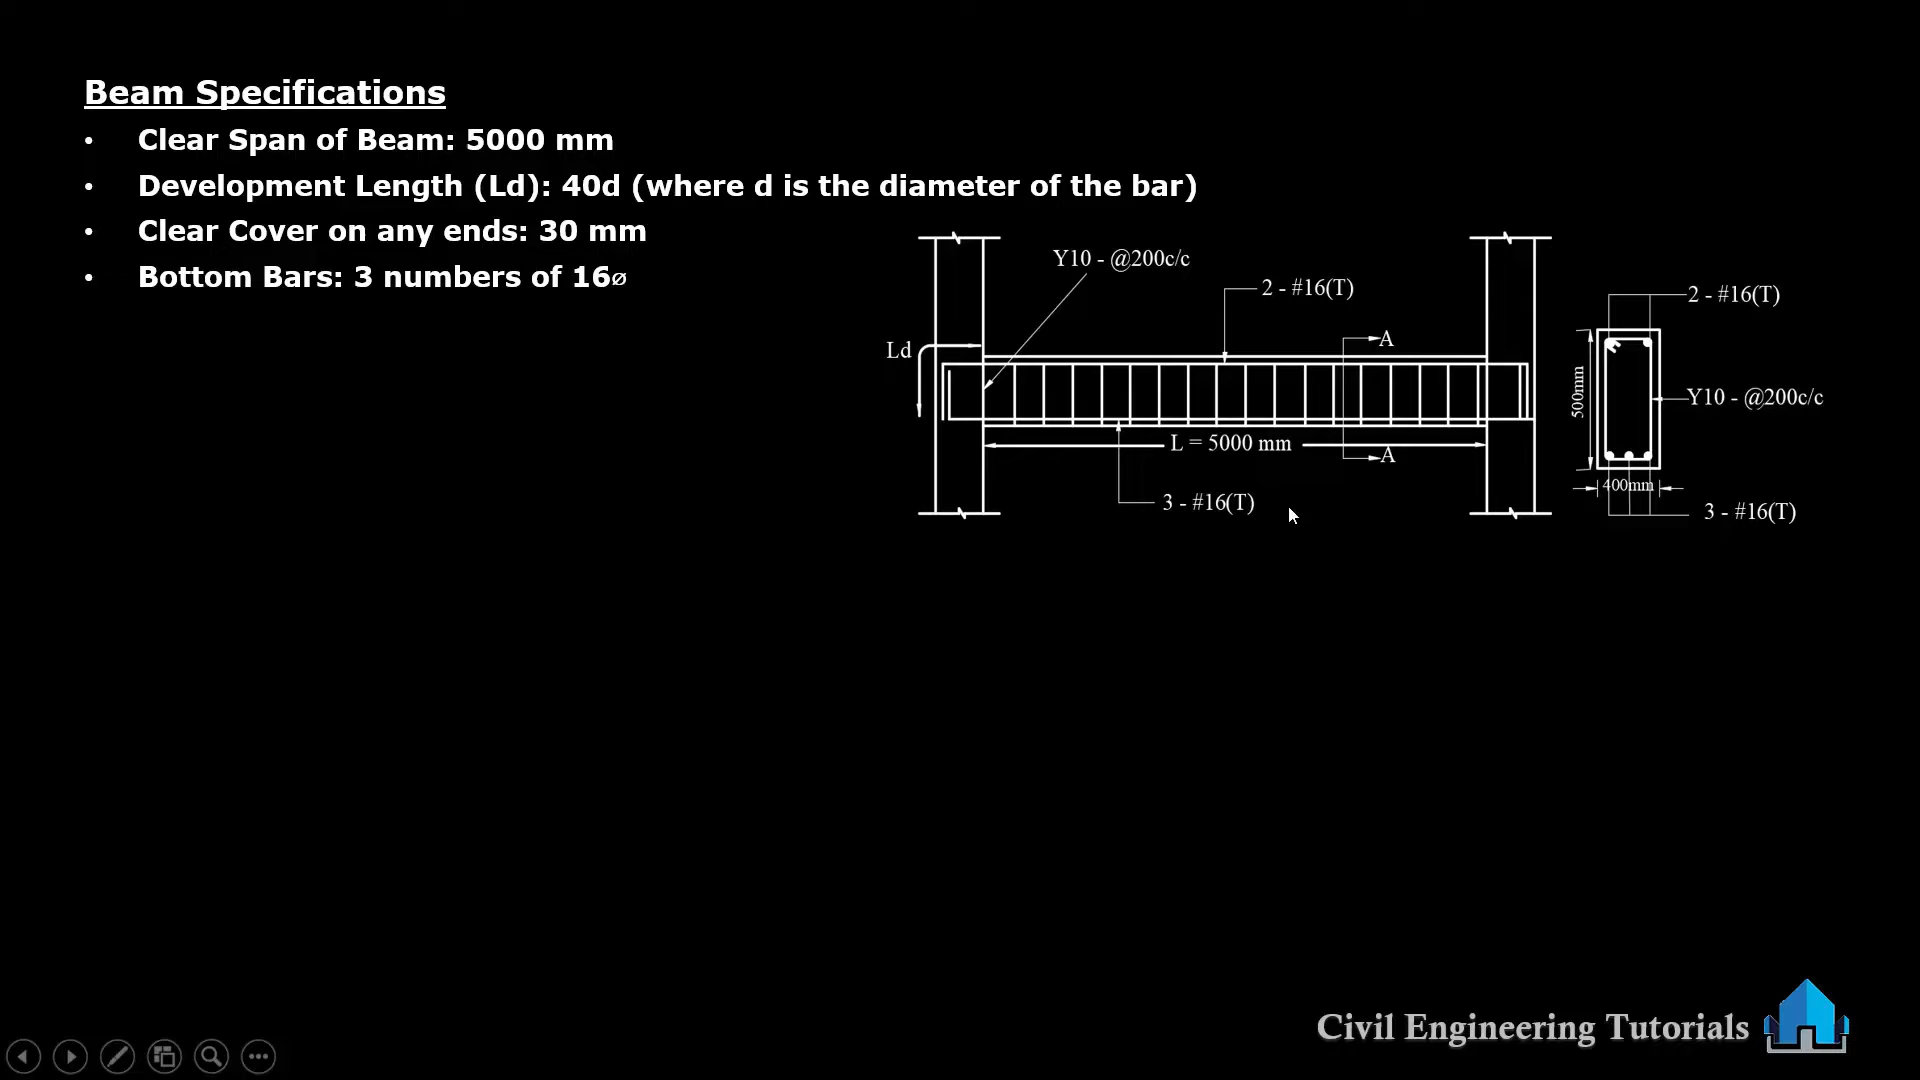 Beam Specifications
• Clear Span of Beam: 5000 mm
• Development Length (Ld): 40d (where d is the diameter of the bar)
• Clear Cover on any ends: 30 mm
• Bottom Bars: 3 numbers of 16ø
Y10 - @200c/c
2 - #16(T)
Ld
A
L = 5000 mm
A
3 - #16(T)
2 - #16(T)
500mm
Y10 - @200c/c
400mm
3 - #16(T)
Civil Engineering Tutorials